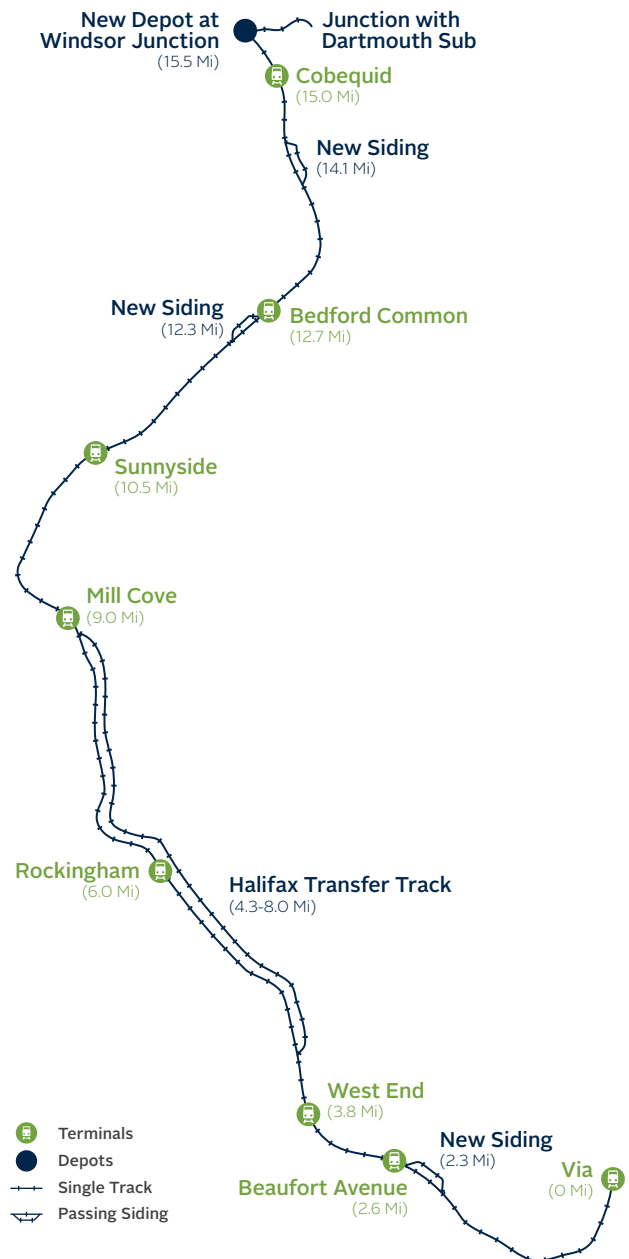 New Depot at
Windsor Junction
(15.5 Mi)
Junction with
Dartmouth Sub
Cobequid
(15.0 Mi)
New Siding
(14.1 Mi)
New Siding
(12.3 Mi)
Bedford Common
(12.7 Mi)
Sunnyside
(10.5 Mi)
Mill Cove
(9.0 Mi)
Rockingham
(6.0 Mi)
Halifax Transfer Track
(4.3-8.0 Mi)
West End
(3.8 Mi)
New Siding
(2.3 Mi)
Beaufort Avenue
(2.6 Mi)
Via
(0 Mi)
Terminals
Depots
Single Track
Passing Siding